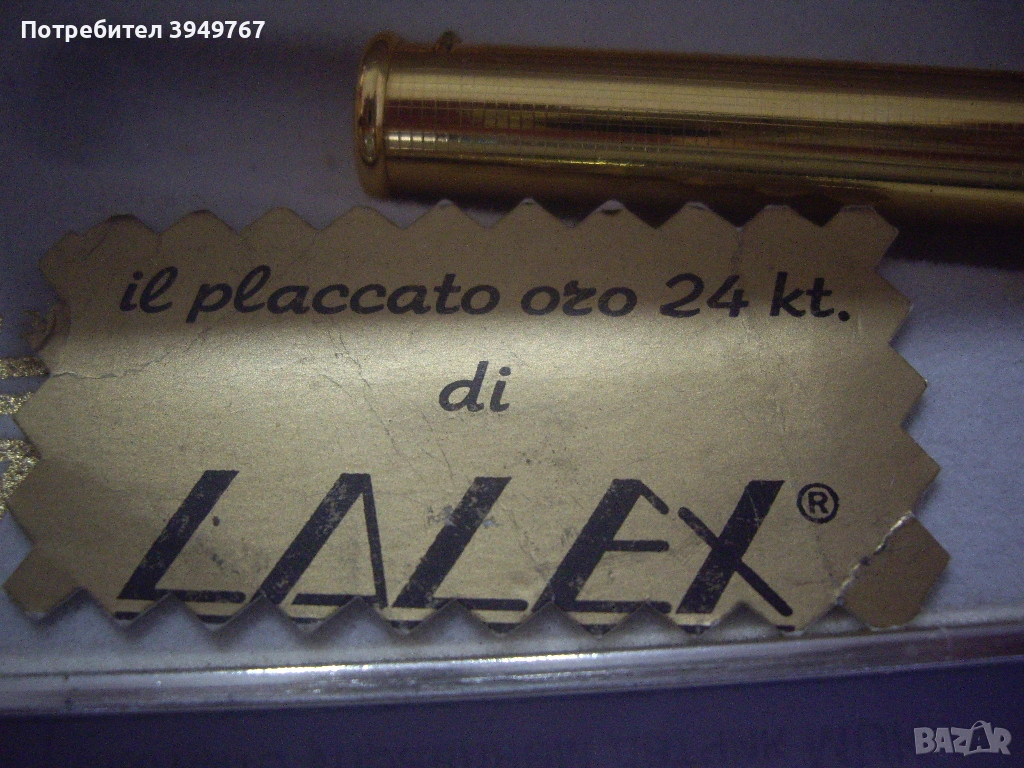 Потребител 3949767
il placcato oro 24 kt.
di
LALEX®
BAZAR